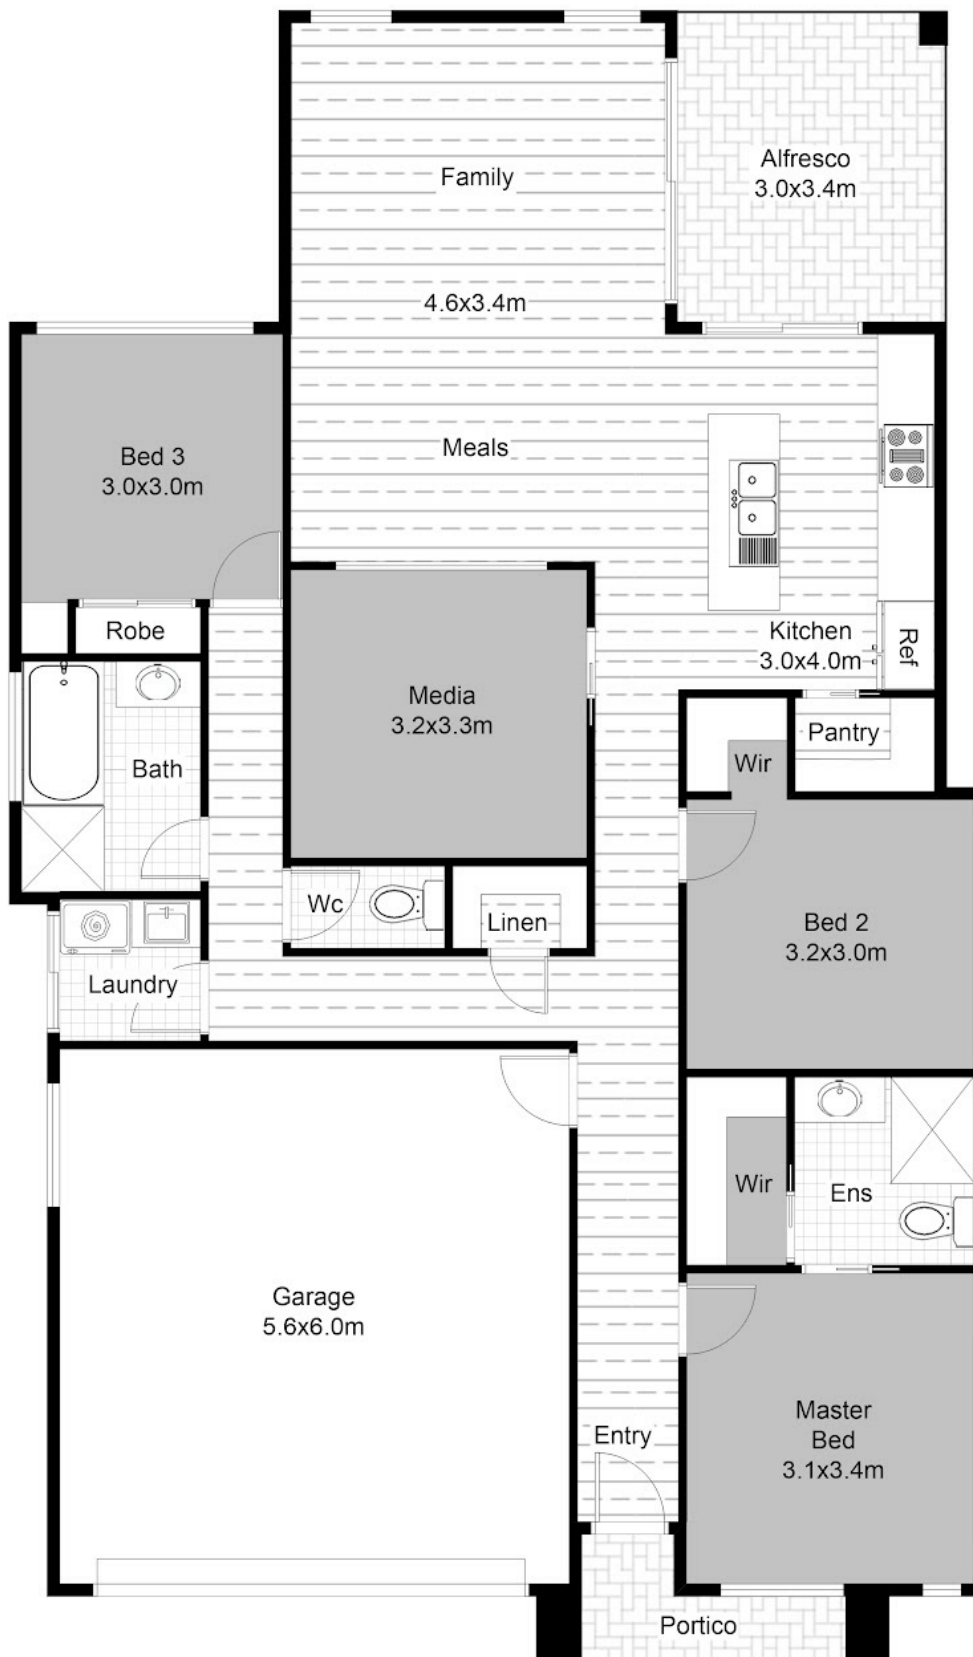 Family
4.6x3.4m
Alfresco
3.0x3.4m
Bed 3
3.0x3.0m
Meals
Robe
Kitchen
3.0x4.0m
Ref
Media
3.2x3.3m
Pantry
Wir
Bath
Wc
Linen
Bed 2
3.2x3.0m
Laundry
Wir
Ens
Garage
5.6x6.0m
Entry
Master
Bed
3.1x3.4m
Portico